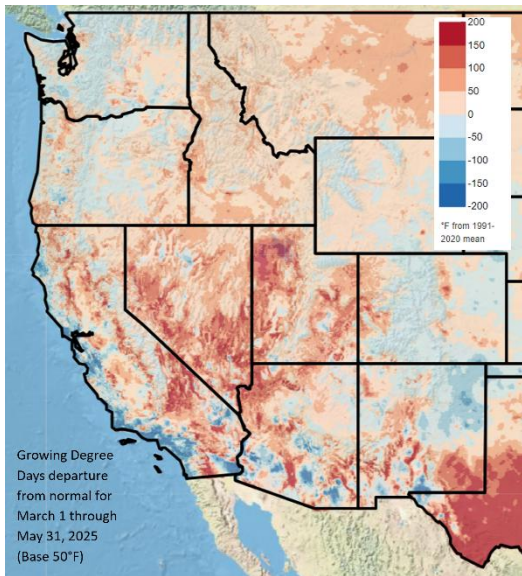 200
150
100
50
0
-50
-100
-150
-200
°F from 1991-
2020 mean
Growing Degree
Days departure
from normal for
March 1 through
May 31, 2025
(Base 50°F)